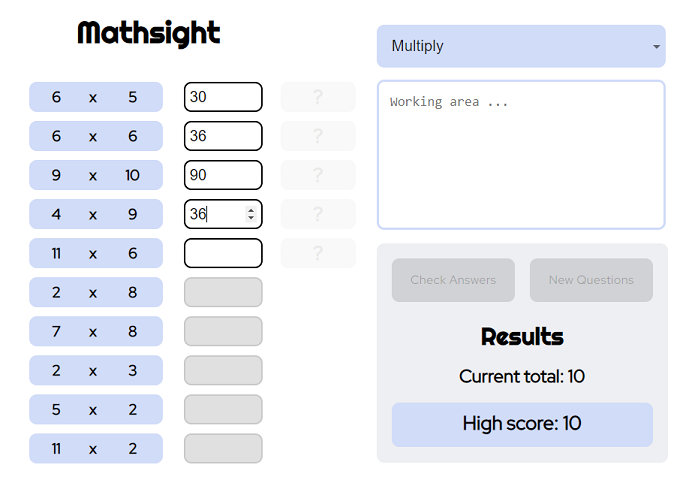 Mathsight
6 x 5 30 ?
6 x 6 36 ?
9 x 10 90 ?
4 x 9 36 ?
11 x 6 ?
2 x 8
7 x 8
2 x 3
5 x 2
11 x 2
Multiply
Working area ...
Check Answers New Questions
Results
Current total: 10
High score: 10